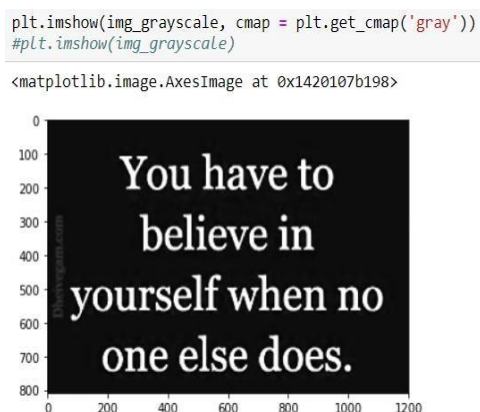 plt.imshow(img_grayscale, cmap = plt.get_cmap('gray'))
#plt.imshow(img_grayscale)
<matplotlib.image.AxesImage at 0x1420107b198>
0
100
200
300
400
500
600
700
800
You have to
believe in
yourself when no
one else does.
Dheivegam.com
0 200 400 600 800 1000 1200